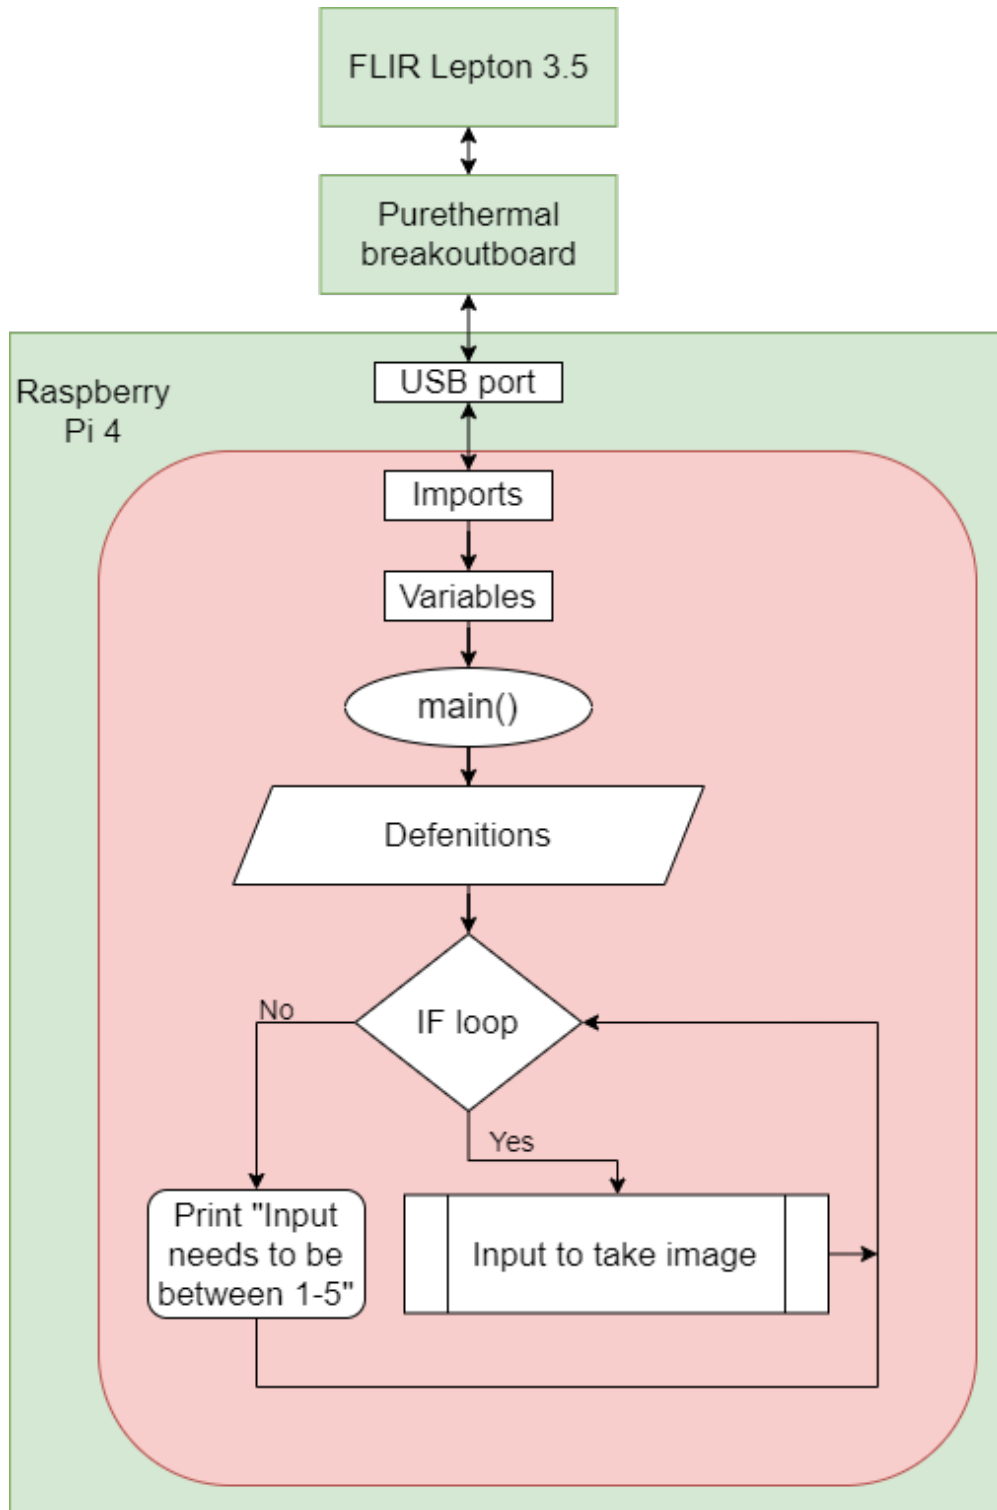 FLIR Lepton 3.5
Purethermal
breakoutboard
Raspberry
Pi 4
USB port
Imports
Variables
main()
Defenitions
IF loop
No
Yes
Print "Input
needs to be
between 1-5"
Input to take image